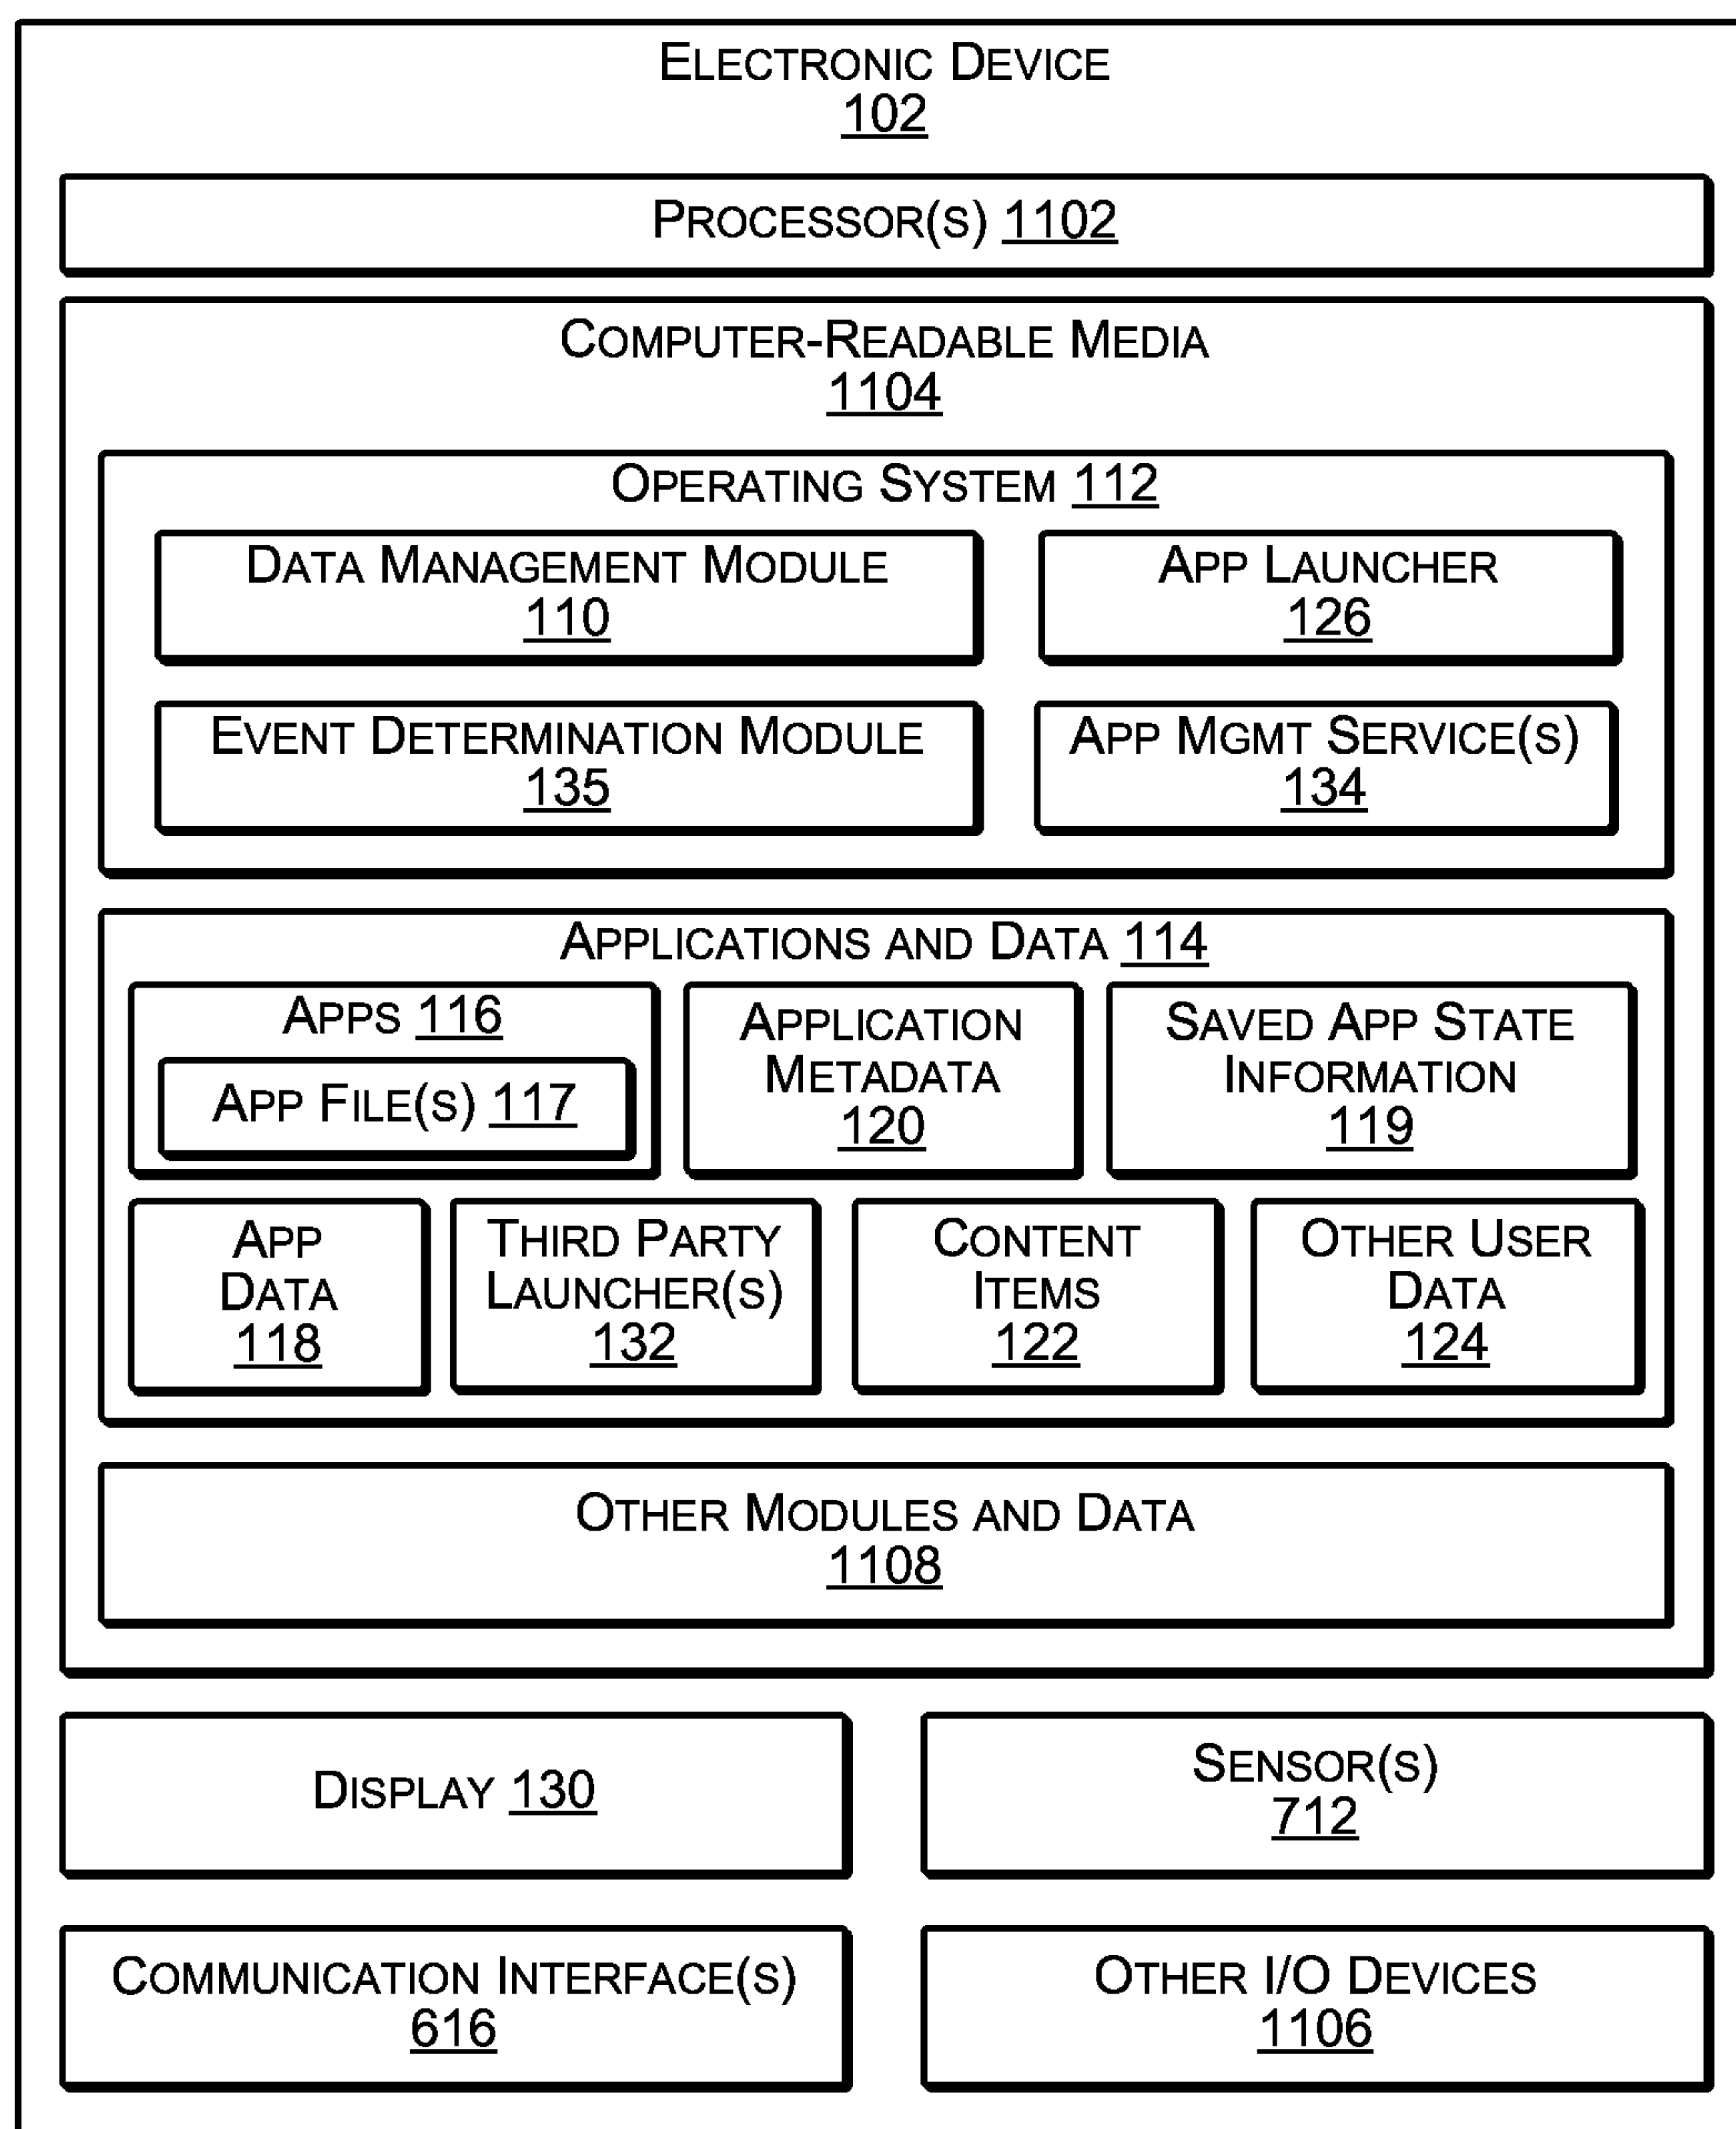 ELECTRONIC DEVICE
102
PROCESSOR(S) 1102
COMPUTER-READABLE MEDIA
1104
OPERATING SYSTEM 112
DATA MANAGEMENT MODULE
110
APP LAUNCHER
126
EVENT DETERMINATION MODULE
135
APP MGMT SERVICE(S)
134
APPLICATIONS AND DATA 114
APPS 116
APP FILE(S) 117
APPLICATION
METADATA
120
SAVED APP STATE
INFORMATION
119
APP
DATA
118
THIRD PARTY
LAUNCHER(S)
132
CONTENT
ITEMS
122
OTHER USER
DATA
124
OTHER MODULES AND DATA
1108
DISPLAY 130
SENSOR(S)
712
COMMUNICATION INTERFACE(S)
616
OTHER I/O DEVICES
1106